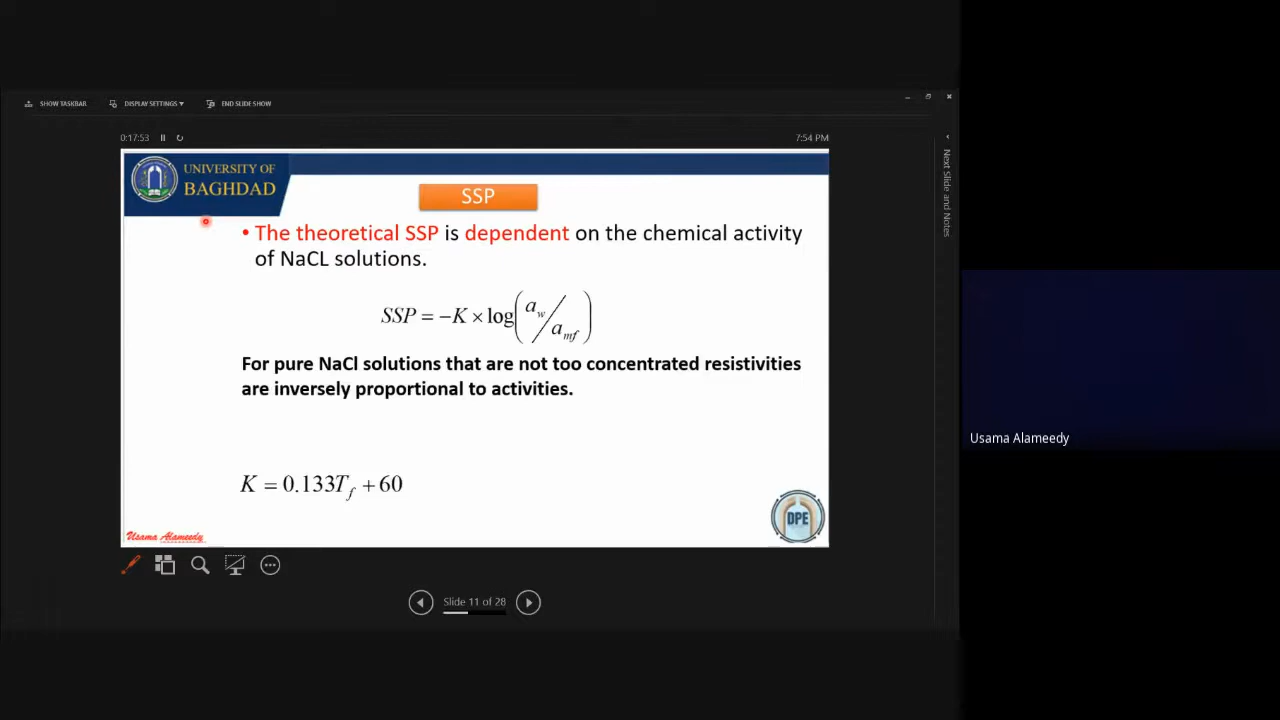 SHOW TASKBAR DISPLAY SETTINGS ▾ END SLIDE SHOW
0:17:53
7:54 PM
Next Slide and Notes
UNIVERSITY OF
BAGHDAD
SSP
• The theoretical SSP is dependent on the chemical activity
of NaCL solutions.
SSP = −K × log(a_w / a_mf)
For pure NaCl solutions that are not too concentrated resistivities
are inversely proportional to activities.
K = 0.133T_f + 60
DPE
Usama Alameedy
Slide 11 of 28
Usama Alameedy